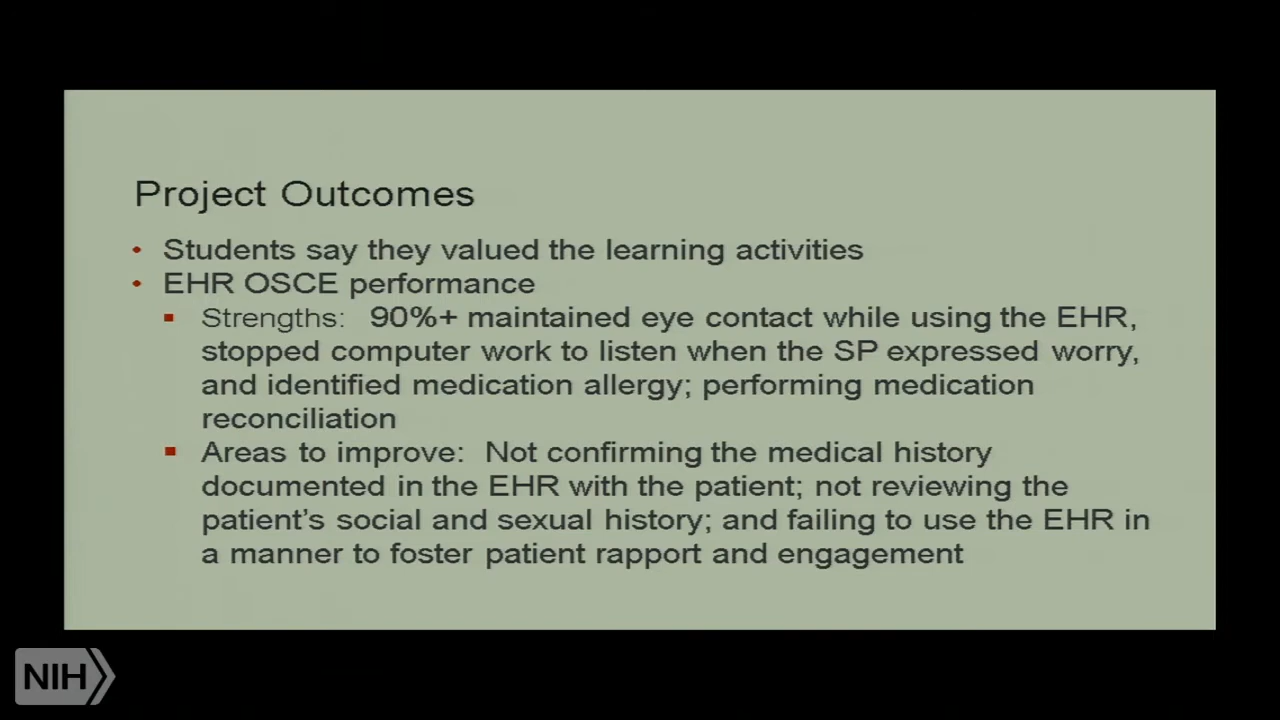 Project Outcomes
• Students say they valued the learning activities
• EHR OSCE performance
▪ Strengths: 90%+ maintained eye contact while using the EHR,
stopped computer work to listen when the SP expressed worry,
and identified medication allergy; performing medication
reconciliation
▪ Areas to improve: Not confirming the medical history
documented in the EHR with the patient; not reviewing the
patient's social and sexual history; and failing to use the EHR in
a manner to foster patient rapport and engagement
NIH